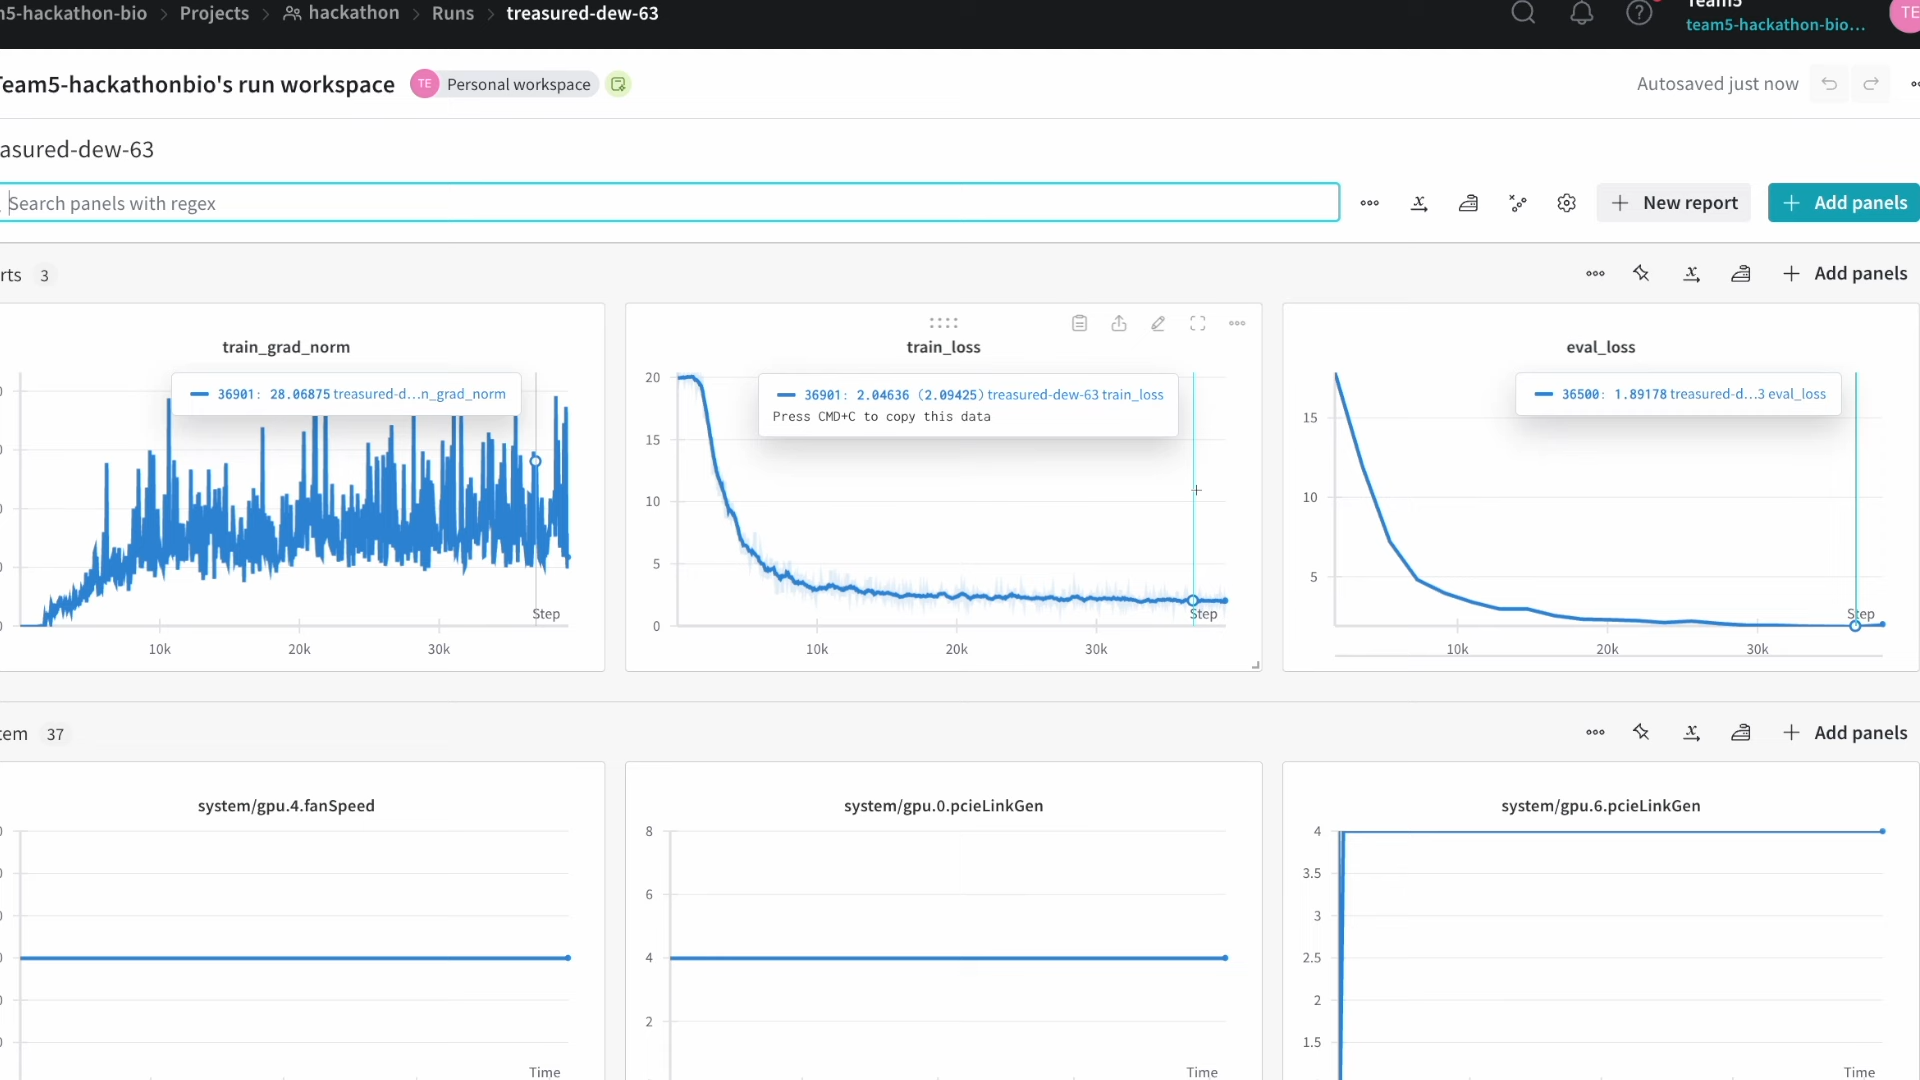 Projects
hackathon
Runs
treasured-dew-63
Team5
team5-hackathon-bio...
TE
Team5-hackathonbio's run workspace
TE
Personal workspace
Autosaved just now
asured-dew-63
Search panels with regex
New report
Add panels
rts 3
Add panels
train_grad_norm
36901: 28.06875 treasured-d...n_grad_norm
Step
10k
20k
30k
train_loss
36901: 2.04636 (2.09425) treasured-dew-63 train_loss
Press CMD+C to copy this data
20
15
10
5
0
Step
10k
20k
30k
eval_loss
36500: 1.89178 treasured-d...3 eval_loss
15
10
5
Step
10k
20k
30k
tem 37
Add panels
system/gpu.4.fanSpeed
Time
system/gpu.0.pcieLinkGen
8
6
4
2
Time
system/gpu.6.pcieLinkGen
4
3.5
3
2.5
2
1.5
Time